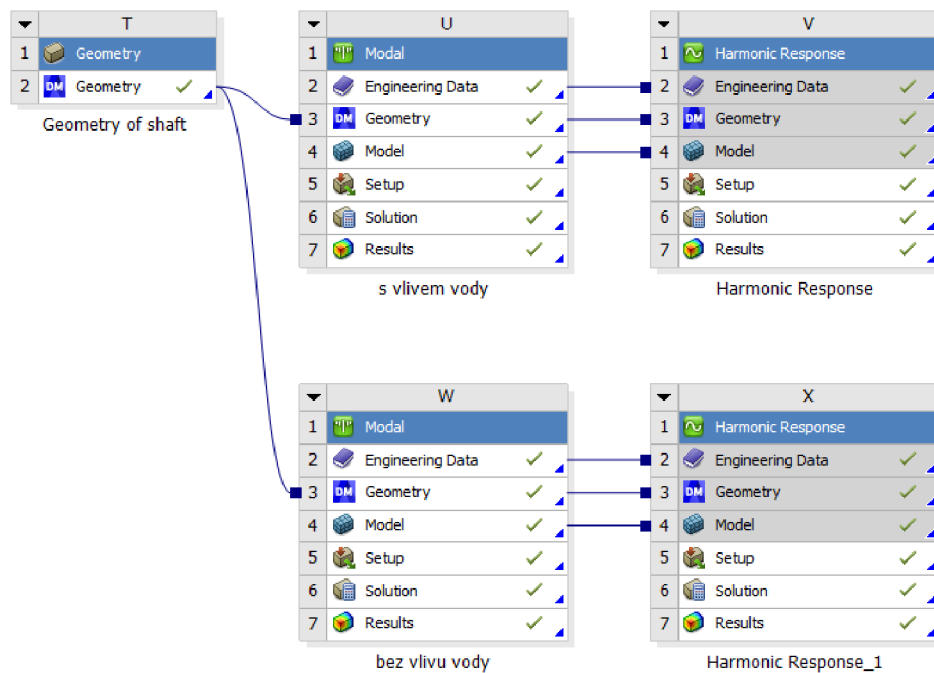 T
1 Geometry
2 DM Geometry
Geometry of shaft
U
1 Modal
2 Engineering Data
3 DM Geometry
4 Model
5 Setup
6 Solution
7 Results
s vlivem vody
V
1 Harmonic Response
2 Engineering Data
3 DM Geometry
4 Model
5 Setup
6 Solution
7 Results
Harmonic Response
W
1 Modal
2 Engineering Data
3 DM Geometry
4 Model
5 Setup
6 Solution
7 Results
bez vlivu vody
X
1 Harmonic Response
2 Engineering Data
3 DM Geometry
4 Model
5 Setup
6 Solution
7 Results
Harmonic Response_1